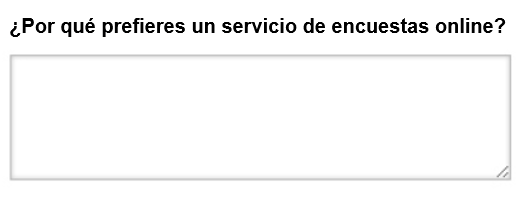 ¿Por qué prefieres un servicio de encuestas online?